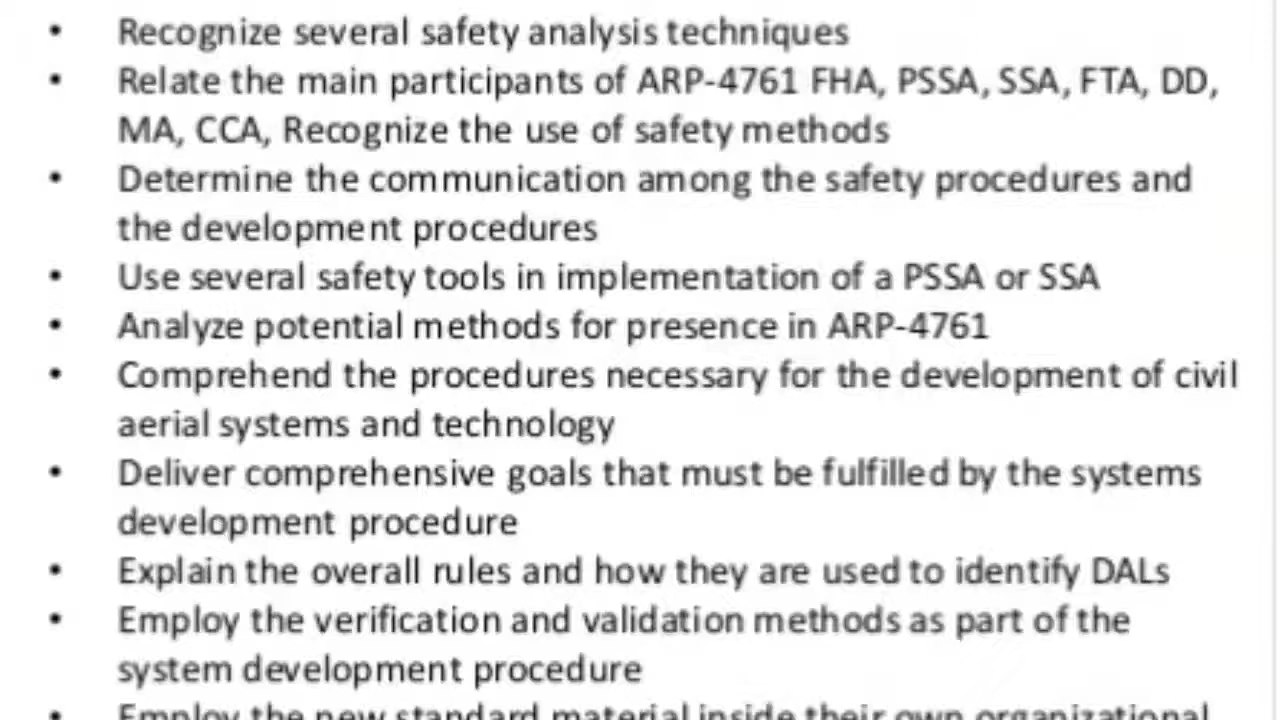 • Recognize several safety analysis techniques
• Relate the main participants of ARP-4761 FHA, PSSA, SSA, FTA, DD,
MA, CCA, Recognize the use of safety methods
• Determine the communication among the safety procedures and
the development procedures
• Use several safety tools in implementation of a PSSA or SSA
• Analyze potential methods for presence in ARP-4761
• Comprehend the procedures necessary for the development of civil
aerial systems and technology
• Deliver comprehensive goals that must be fulfilled by the systems
development procedure
• Explain the overall rules and how they are used to identify DALs
• Employ the verification and validation methods as part of the
system development procedure
• Employ the new standard material inside their own organizational